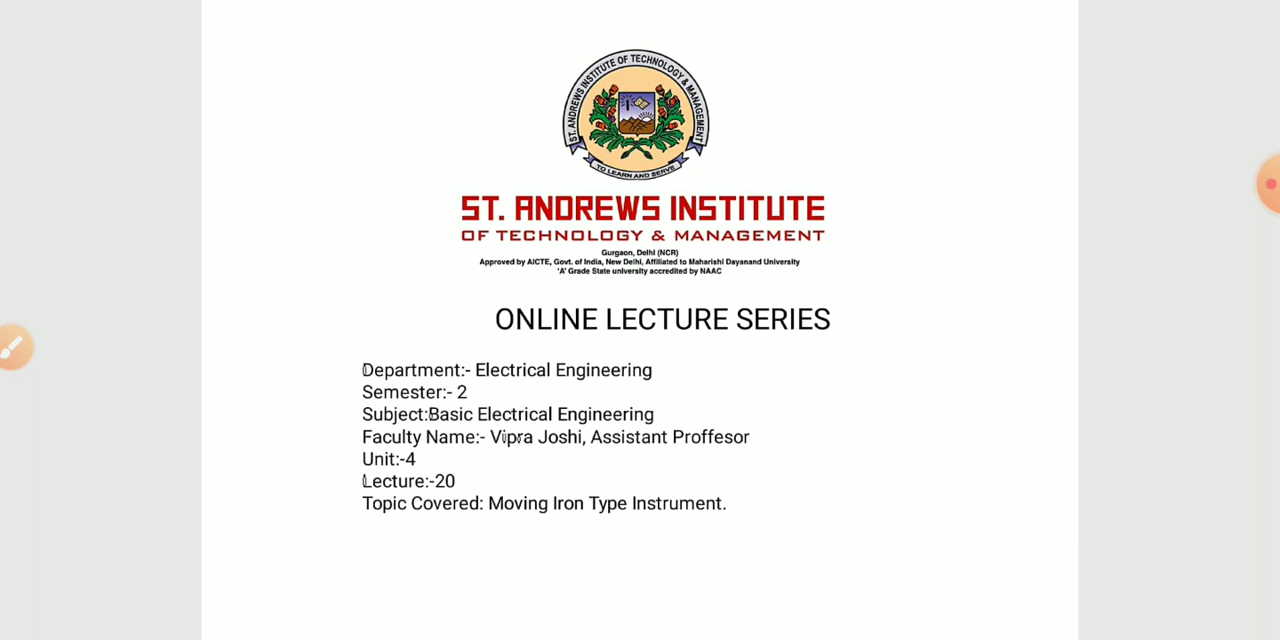 ST. ANDREWS INSTITUTE OF TECHNOLOGY & MANAGEMENT
TO LEARN AND SERVE
ST. ANDREWS INSTITUTE
OF TECHNOLOGY & MANAGEMENT
Gurgaon, Delhi (NCR)
Approved by AICTE, Govt. of India, New Delhi, Affiliated to Maharishi Dayanand University
'A' Grade State university accredited by NAAC
ONLINE LECTURE SERIES
Department:- Electrical Engineering
Semester:- 2
Subject:Basic Electrical Engineering
Faculty Name:- Vipra Joshi, Assistant Proffesor
Unit:-4
Lecture:-20
Topic Covered: Moving Iron Type Instrument.